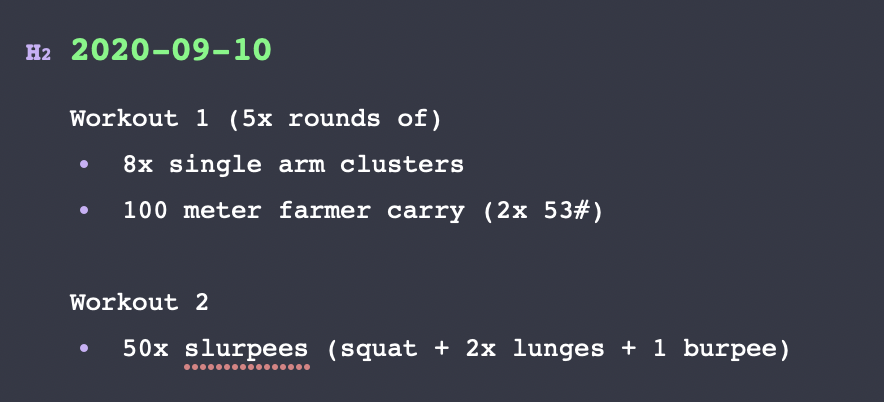 H2 2020-09-10
Workout 1 (5x rounds of)
• 8x single arm clusters
• 100 meter farmer carry (2x 53#)
Workout 2
• 50x slurpees (squat + 2x lunges + 1 burpee)